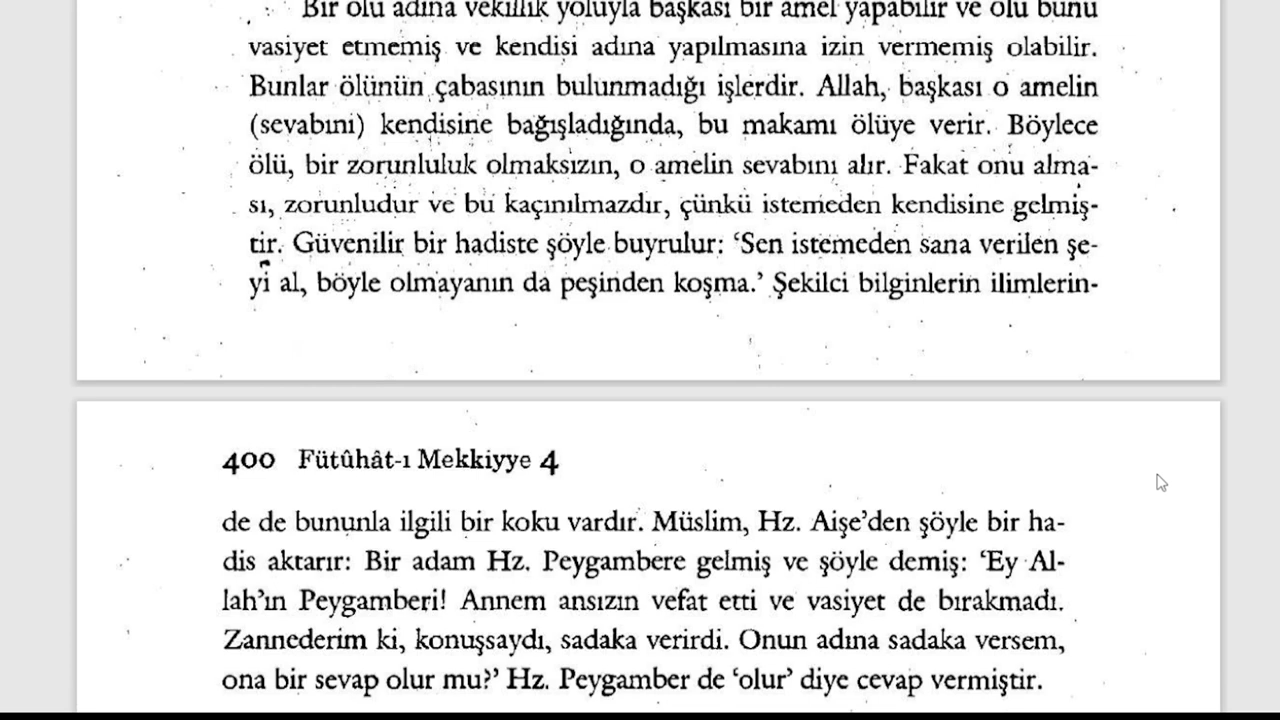 Bir ölü adına vekillik yoluyla başkası bir amel yapabilir ve ölü bunu
vasiyet etmemiş ve kendisi adına yapılmasına izin vermemiş olabilir.
Bunlar ölünün çabasının bulunmadığı işlerdir. Allah, başkası o amelin
(sevabıni) kendisine bağışladığında, bu makamı ölüye verir. Böylece
ölü, bir zorunluluk olmaksızın, o amelin sevabını alır. Fakat onu alma-
sı, zorunludur ve bu kaçınılmazdır, çünkü istemeden kendisine gelmiş-
tir. Güvenilir bir hadiste şöyle buyrulur: ‘Sen istemeden sana verilen şe-
yi al, böyle olmayanın da peşinden koşma.’ Şekilci bilginlerin ilimlerin-
400 Fütûhât-ı Mekkiyye 4
de de bununla ilgili bir koku vardır. Müslim, Hz. Aişe’den şöyle bir ha-
dis aktarır: Bir adam Hz. Peygambere gelmiş ve şöyle demiş: ‘Ey Al-
lah’ın Peygamberi! Annem ansızın vefat etti ve vasiyet de bırakmadı.
Zannederim ki, konuşsaydı, sadaka verirdi. Onun adına sadaka versem,
ona bir sevap olur mu?’ Hz. Peygamber de ‘olur’ diye cevap vermiştir.